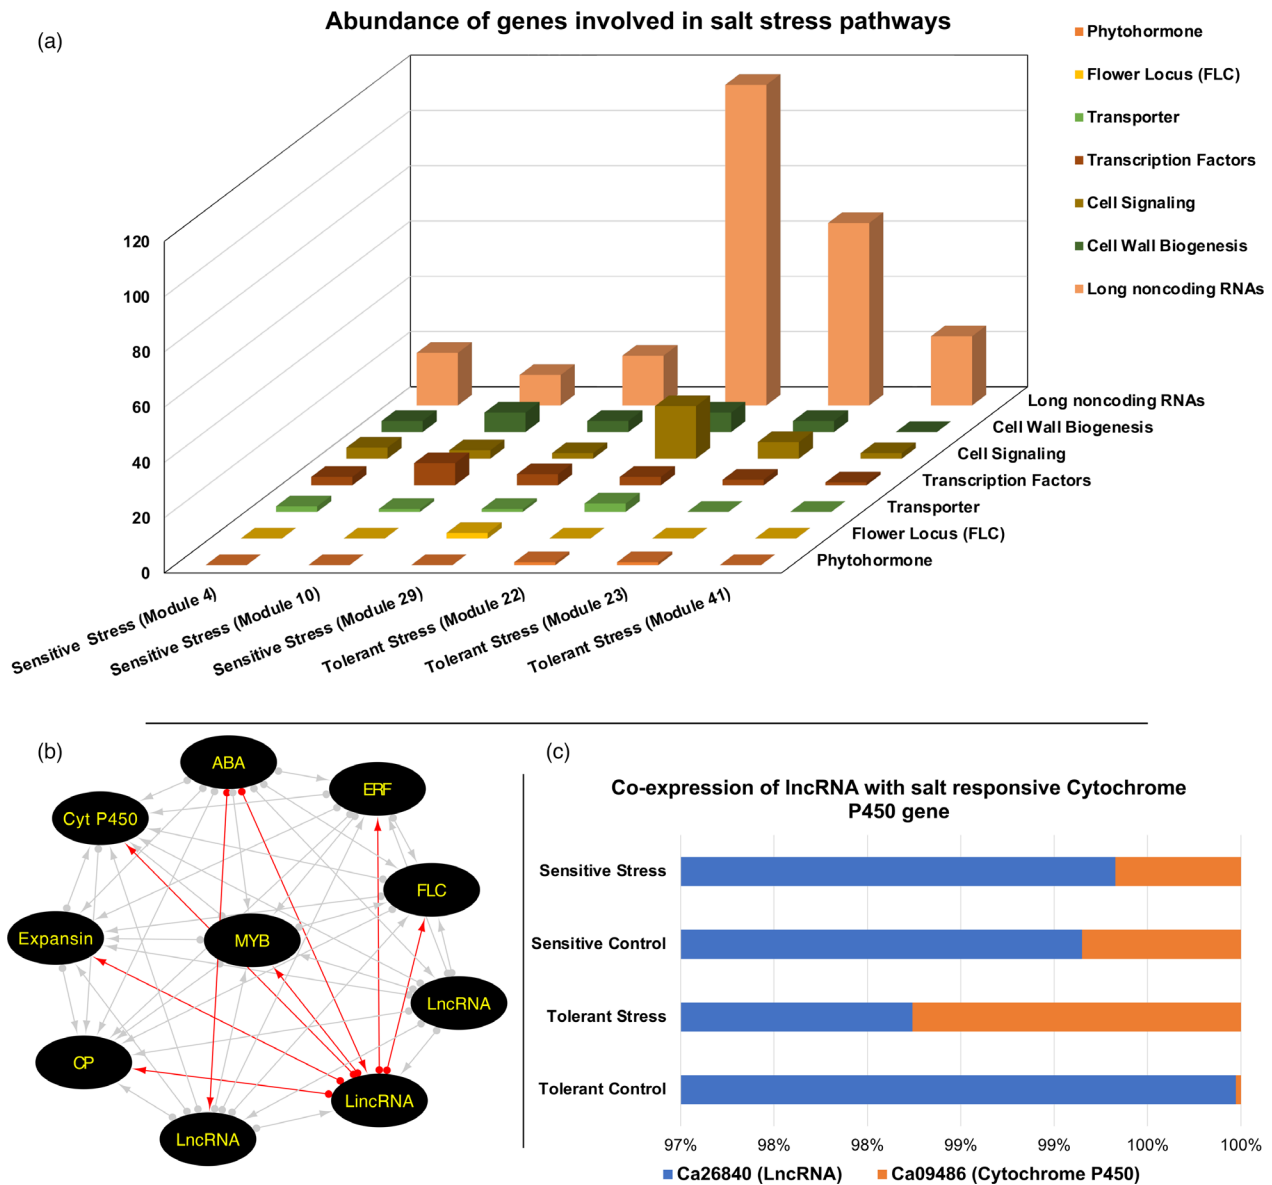 (a)
Abundance of genes involved in salt stress pathways
Phytohormone
Flower Locus (FLC)
Transporter
Transcription Factors
Cell Signaling
Cell Wall Biogenesis
Long noncoding RNAs
120
100
80
60
40
20
0
Long noncoding RNAs
Cell Wall Biogenesis
Cell Signaling
Transcription Factors
Transporter
Flower Locus (FLC)
Phytohormone
Sensitive Stress (Module 4)
Sensitive Stress (Module 10)
Sensitive Stress (Module 29)
Tolerant Stress (Module 22)
Tolerant Stress (Module 23)
Tolerant Stress (Module 41)
(b)
ABA
ERF
Cyt P450
FLC
Expansin
MYB
LncRNA
CP
LincRNA
LncRNA
(c)
Co-expression of lncRNA with salt responsive Cytochrome
P450 gene
Sensitive Stress
Sensitive Control
Tolerant Stress
Tolerant Control
97% 98% 98% 99% 99% 100% 100%
Ca26840 (LncRNA) Ca09486 (Cytochrome P450)